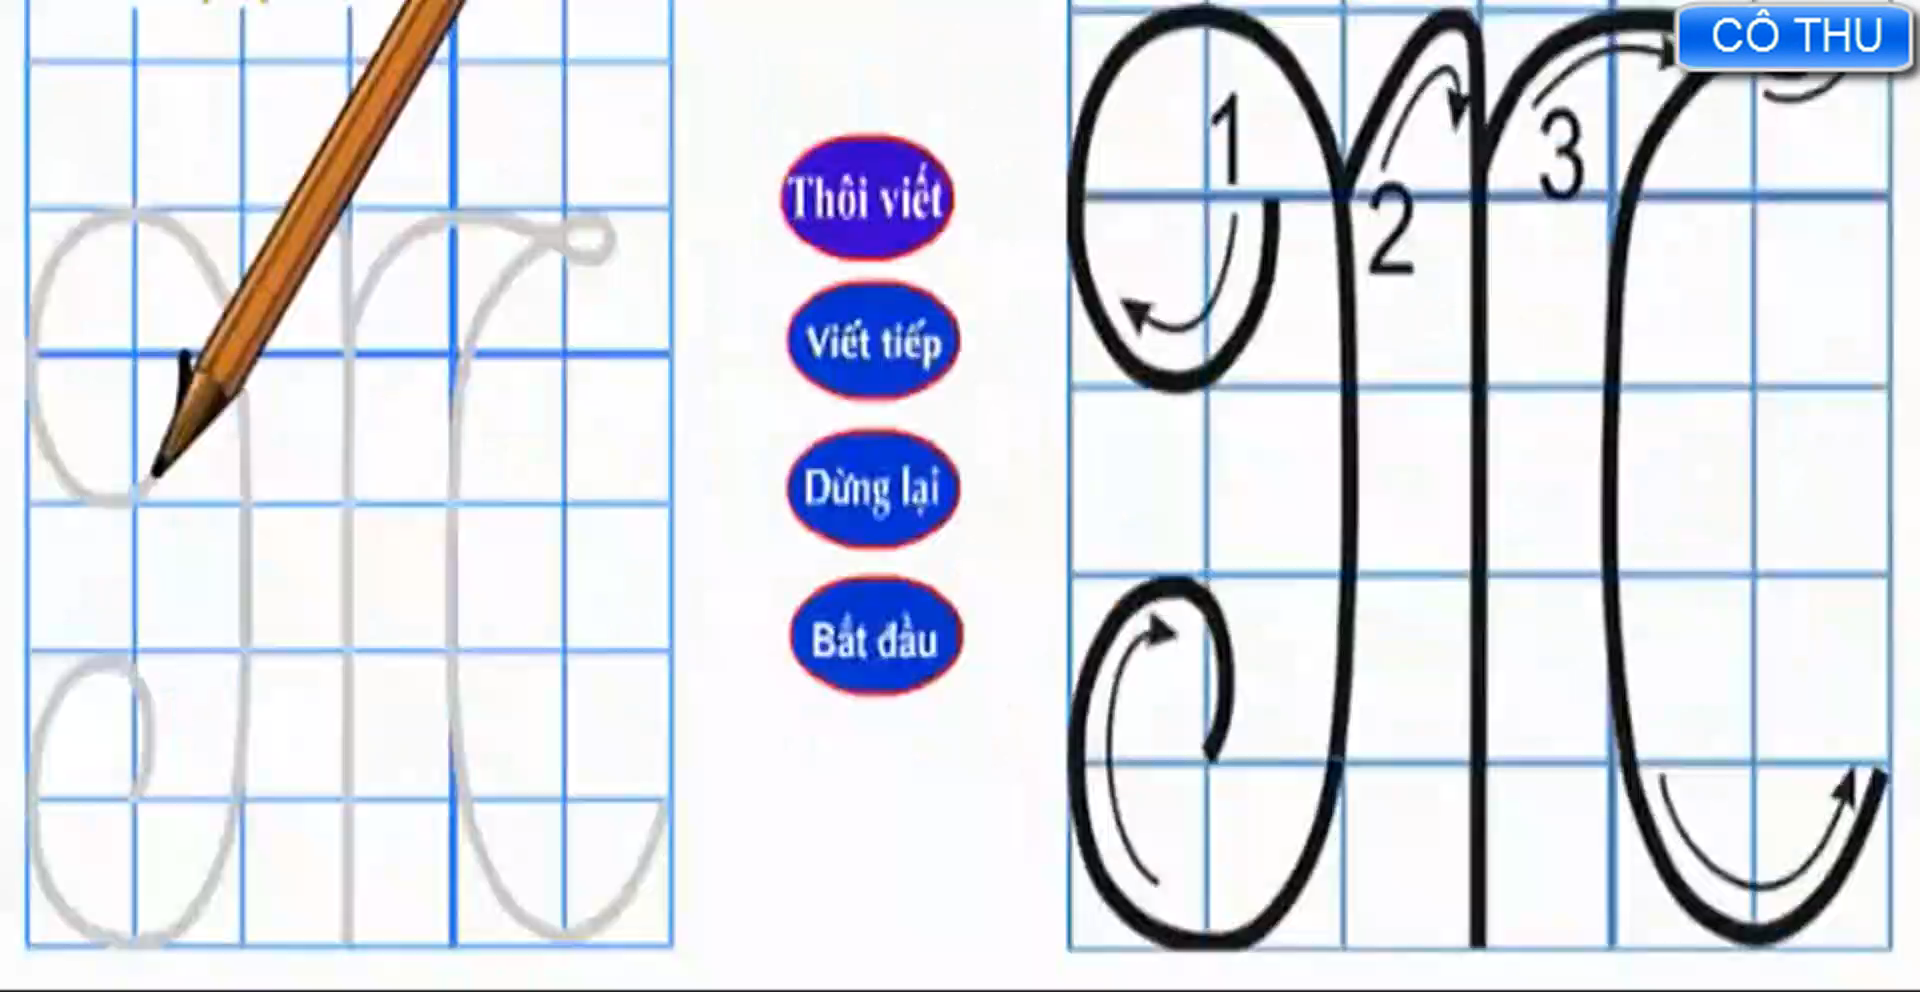 CÔ THU
1
2
3
Thôi viết
Viết tiếp
Dừng lại
Bắt đầu